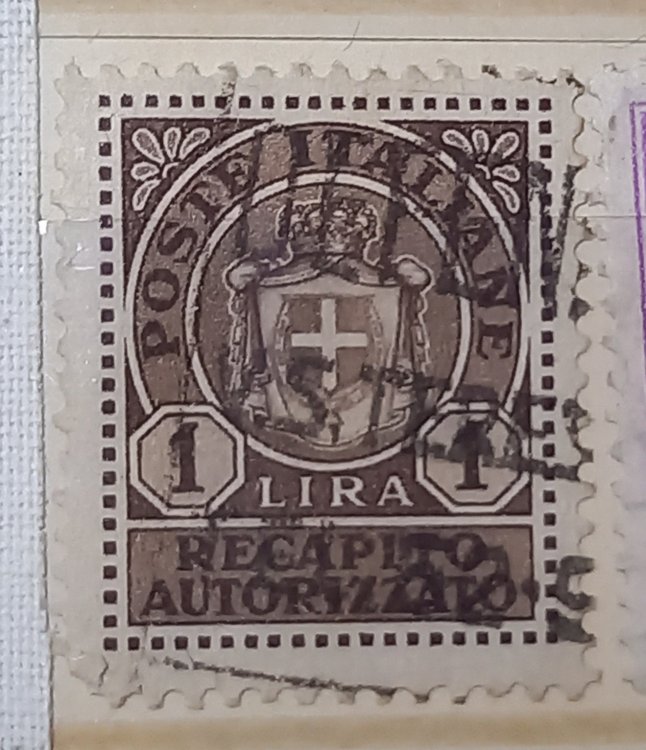 POSTE ITALIANE
1 LIRA 1
RECAPITO
AUTORIZZATO